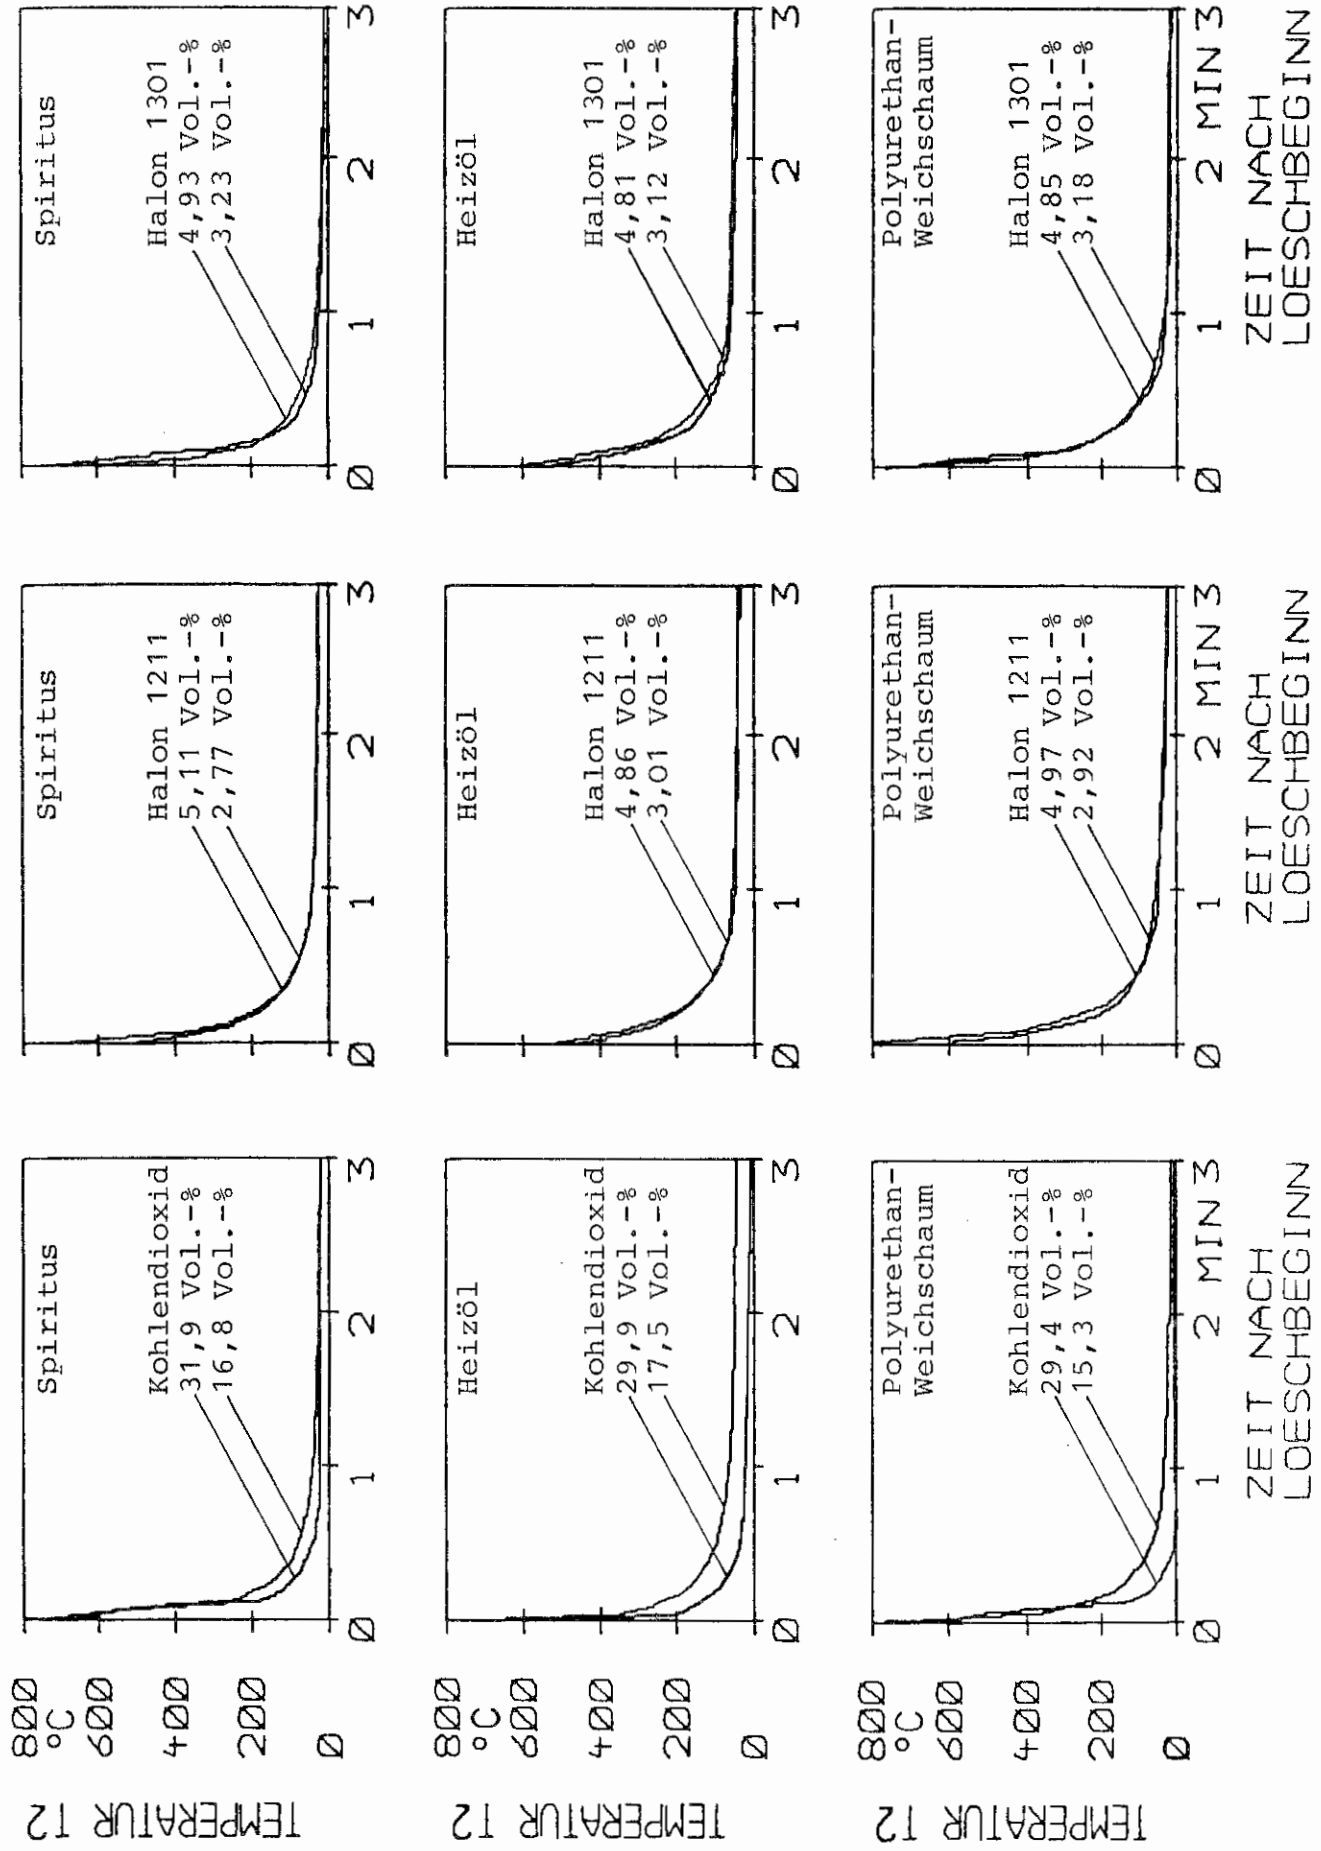 TEMPERATUR T2
800
°C
600
400
200
0
Spiritus
Kohlendioxid
31,9 Vol.-%
16,8 Vol.-%
0 1 2 3
Spiritus
Halon 1211
5,11 Vol.-%
2,77 Vol.-%
0 1 2 3
Spiritus
Halon 1301
4,93 Vol.-%
3,23 Vol.-%
0 1 2 3
TEMPERATUR T2
800
°C
600
400
200
0
Heizöl
Kohlendioxid
29,9 Vol.-%
17,5 Vol.-%
0 1 2 3
Heizöl
Halon 1211
4,86 Vol.-%
3,01 Vol.-%
0 1 2 3
Heizöl
Halon 1301
4,81 Vol.-%
3,12 Vol.-%
0 1 2 3
TEMPERATUR T2
800
°C
600
400
200
0
Polyurethan-
Weichschaum
Kohlendioxid
29,4 Vol.-%
15,3 Vol.-%
0 1 2 MIN 3
ZEIT NACH
LOESCHBEGINN
Polyurethan-
Weichschaum
Halon 1211
4,97 Vol.-%
2,92 Vol.-%
0 1 2 MIN 3
ZEIT NACH
LOESCHBEGINN
Polyurethan-
Weichschaum
Halon 1301
4,85 Vol.-%
3,18 Vol.-%
0 1 2 MIN 3
ZEIT NACH
LOESCHBEGINN